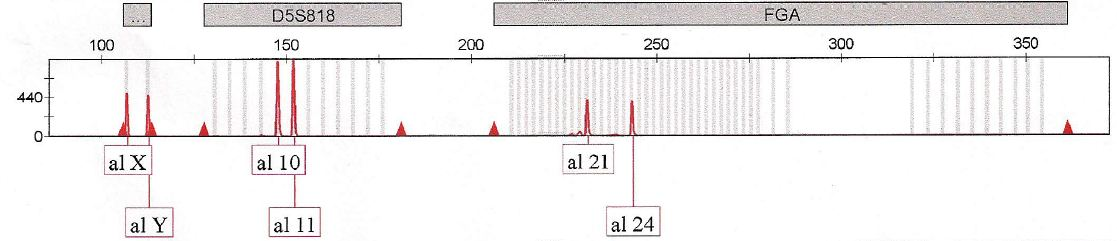 ... D5S818 FGA
100 150 200 250 300 350
440
0
al X al 10 al 21
al Y al 11 al 24